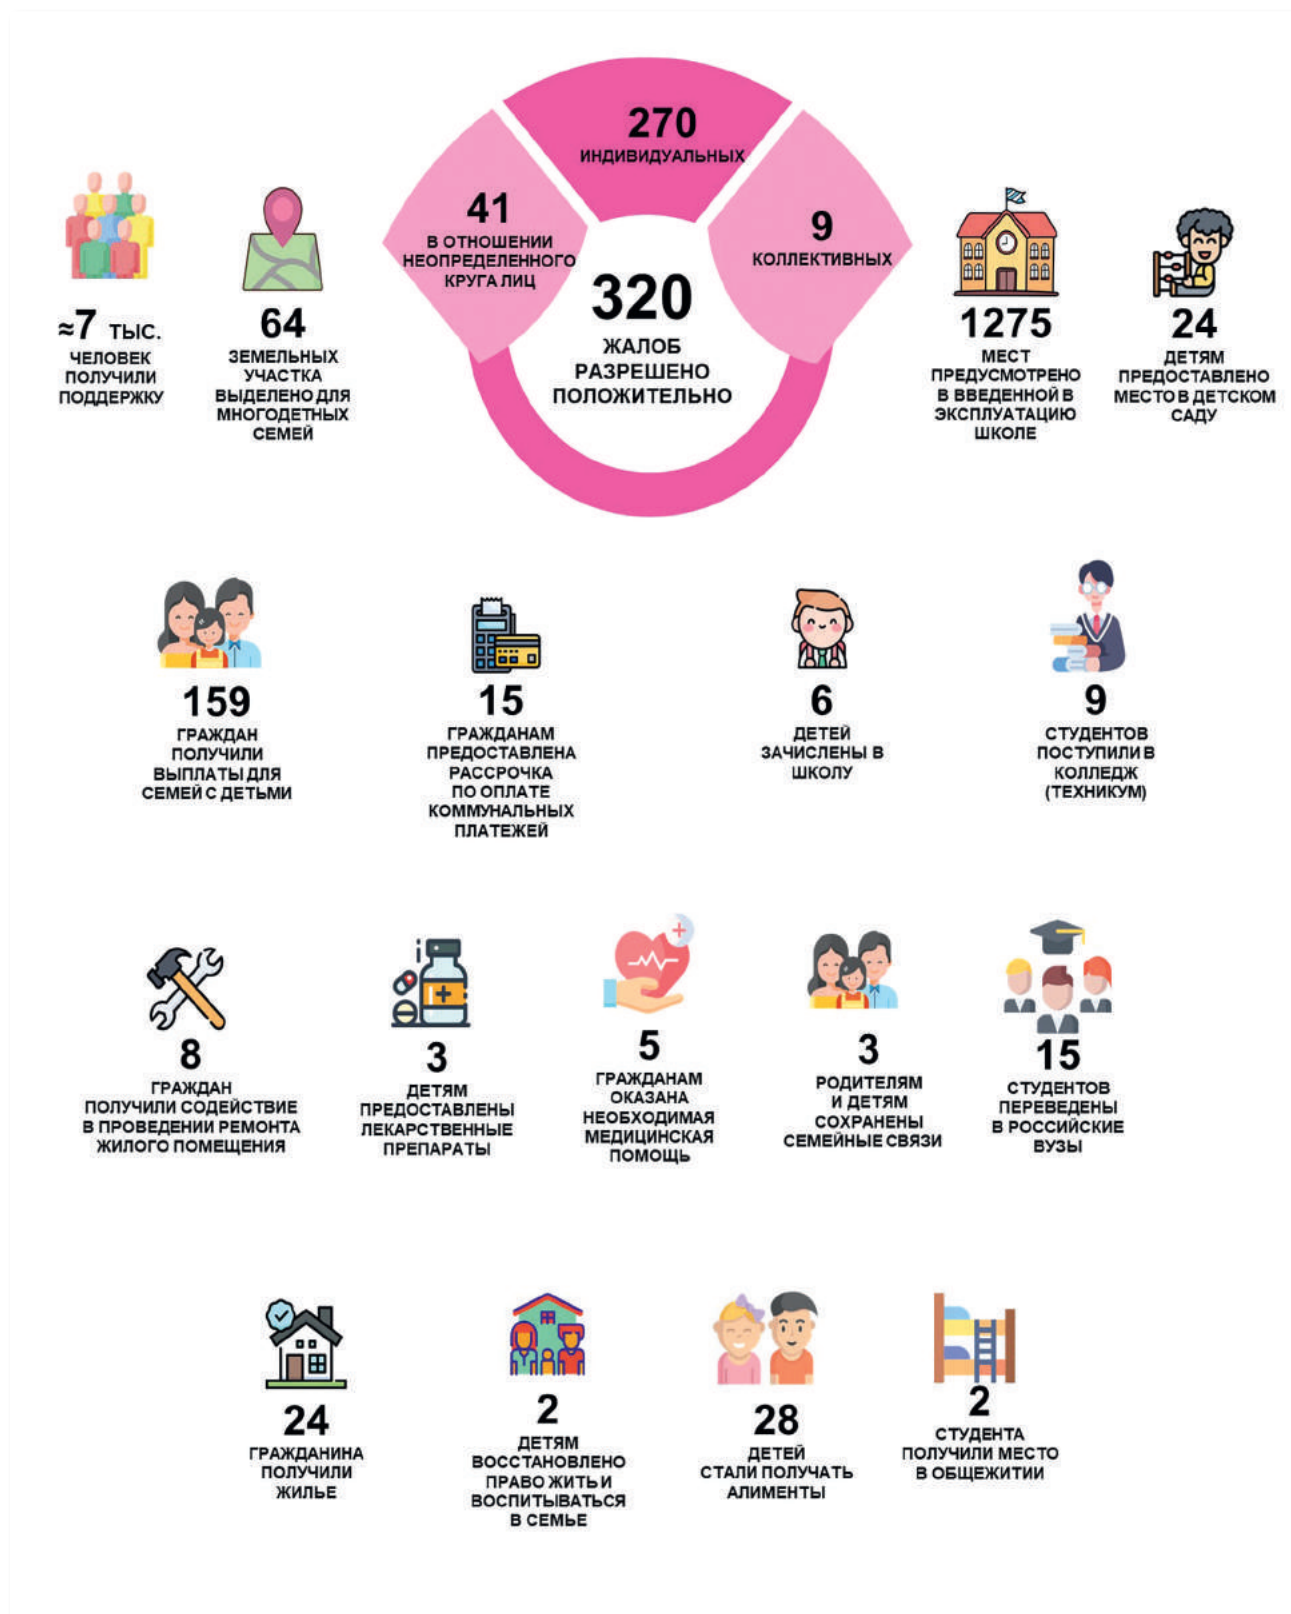 270
ИНДИВИДУАЛЬНЫХ
41
В ОТНОШЕНИИ
НЕОПРЕДЕЛЕННОГО
КРУГА ЛИЦ
9
КОЛЛЕКТИВНЫХ
320
ЖАЛОБ
РАЗРЕШЕНО
ПОЛОЖИТЕЛЬНО
≈7 ТЫС.
ЧЕЛОВЕК
ПОЛУЧИЛИ
ПОДДЕРЖКУ
64
ЗЕМЕЛЬНЫХ
УЧАСТКА
ВЫДЕЛЕНО ДЛЯ
МНОГОДЕТНЫХ
СЕМЕЙ
1275
МЕСТ
ПРЕДУСМОТРЕНО
В ВВЕДЕННОЙ В
ЭКСПЛУАТАЦИЮ
ШКОЛЕ
24
ДЕТЯМ
ПРЕДОСТАВЛЕНО
МЕСТО В ДЕТСКОМ
САДУ
159
ГРАЖДАН
ПОЛУЧИЛИ
ВЫПЛАТЫ ДЛЯ
СЕМЕЙ С ДЕТЬМИ
15
ГРАЖДАНАМ
ПРЕДОСТАВЛЕНА
РАССРОЧКА
ПО ОПЛАТЕ
КОММУНАЛЬНЫХ
ПЛАТЕЖЕЙ
6
ДЕТЕЙ
ЗАЧИСЛЕНЫ В
ШКОЛУ
9
СТУДЕНТОВ
ПОСТУПИЛИ В
КОЛЛЕДЖ
(ТЕХНИКУМ)
8
ГРАЖДАН
ПОЛУЧИЛИ СОДЕЙСТВИЕ
В ПРОВЕДЕНИИ РЕМОНТА
ЖИЛОГО ПОМЕЩЕНИЯ
3
ДЕТЯМ
ПРЕДОСТАВЛЕНЫ
ЛЕКАРСТВЕННЫЕ
ПРЕПАРАТЫ
5
ГРАЖДАНАМ
ОКАЗАНА
НЕОБХОДИМАЯ
МЕДИЦИНСКАЯ
ПОМОЩЬ
3
РОДИТЕЛЯМ
И ДЕТЯМ
СОХРАНЕНЫ
СЕМЕЙНЫЕ СВЯЗИ
15
СТУДЕНТОВ
ПЕРЕВЕДЕНЫ
В РОССИЙСКИЕ
ВУЗЫ
24
ГРАЖДАНИНА
ПОЛУЧИЛИ
ЖИЛЬЕ
2
ДЕТЯМ
ВОССТАНОВЛЕНО
ПРАВО ЖИТЬ И
ВОСПИТЫВАТЬСЯ
В СЕМЬЕ
28
ДЕТЕЙ
СТАЛИ ПОЛУЧАТЬ
АЛИМЕНТЫ
2
СТУДЕНТА
ПОЛУЧИЛИ МЕСТО
В ОБЩЕЖИТИИ